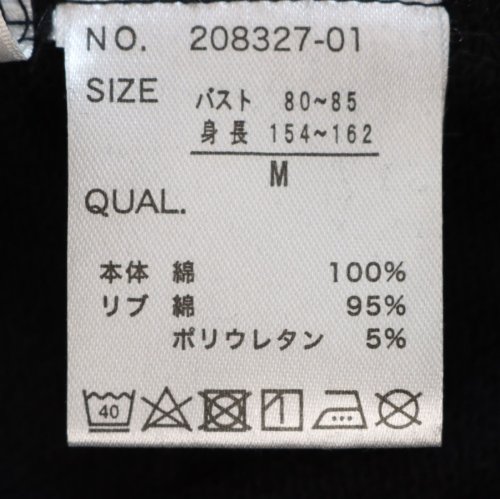 NO. 208327-01
SIZE バスト 80~85
身長 154~162
M
QUAL.
本体 綿 100%
リブ 綿 95%
ポリウレタン 5%
40